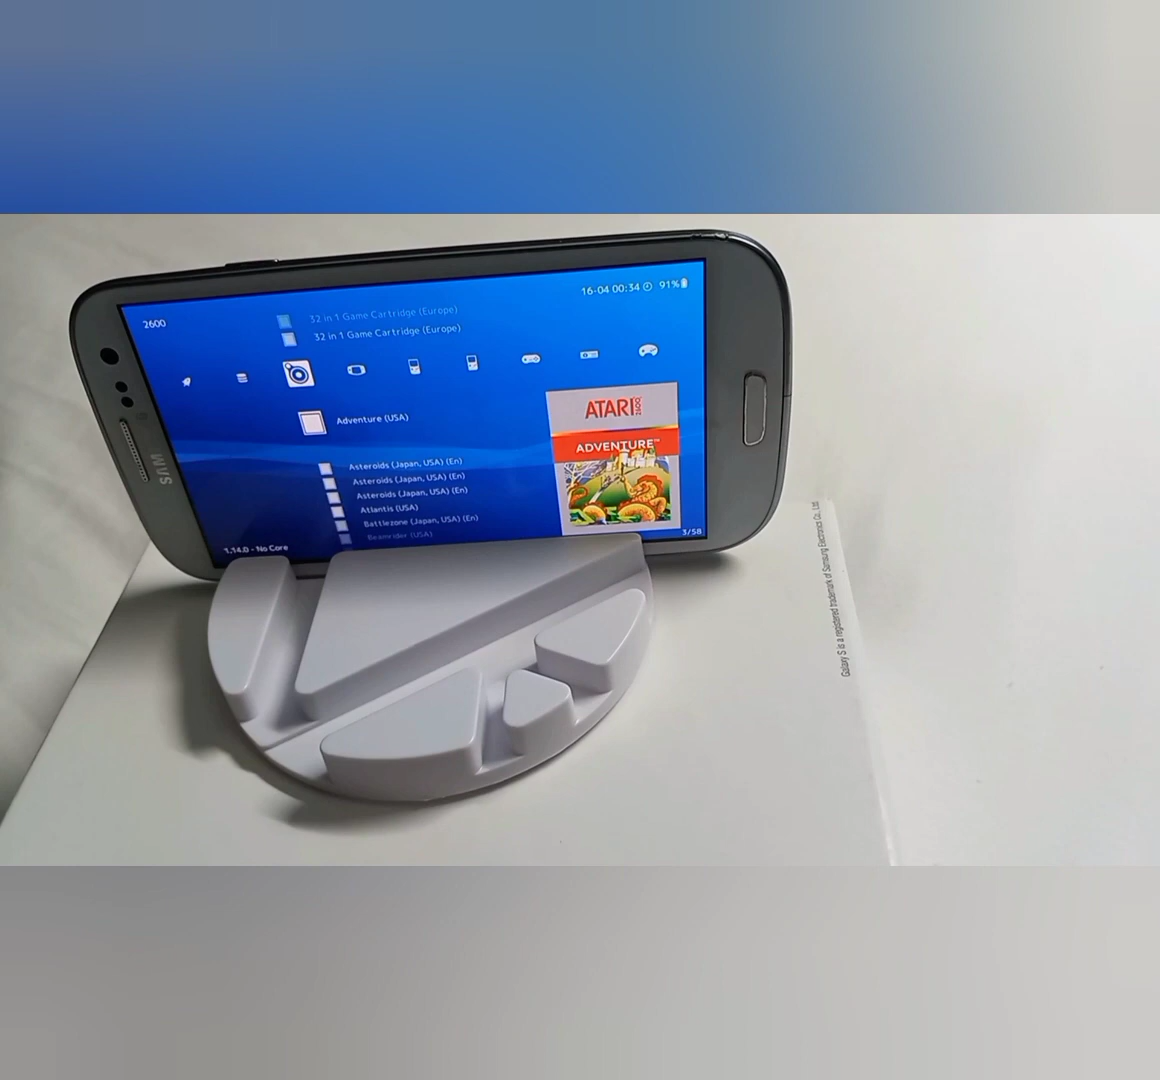 16-04 00:34 91%
2600
32 in 1 Game Cartridge (Europe)
32 in 1 Game Cartridge (Europe)
Adventure (USA)
ATARI 2600
ADVENTURE™
Asteroids (Japan, USA) (En)
Asteroids (Japan, USA) (En)
Asteroids (Japan, USA) (En)
Atlantis (USA)
Battlezone (Japan, USA) (En)
Beamrider (USA)
1.14.0 - No Core
3/58
SAM
Galaxy S is a registered trademark of Samsung Electronics Co., Ltd